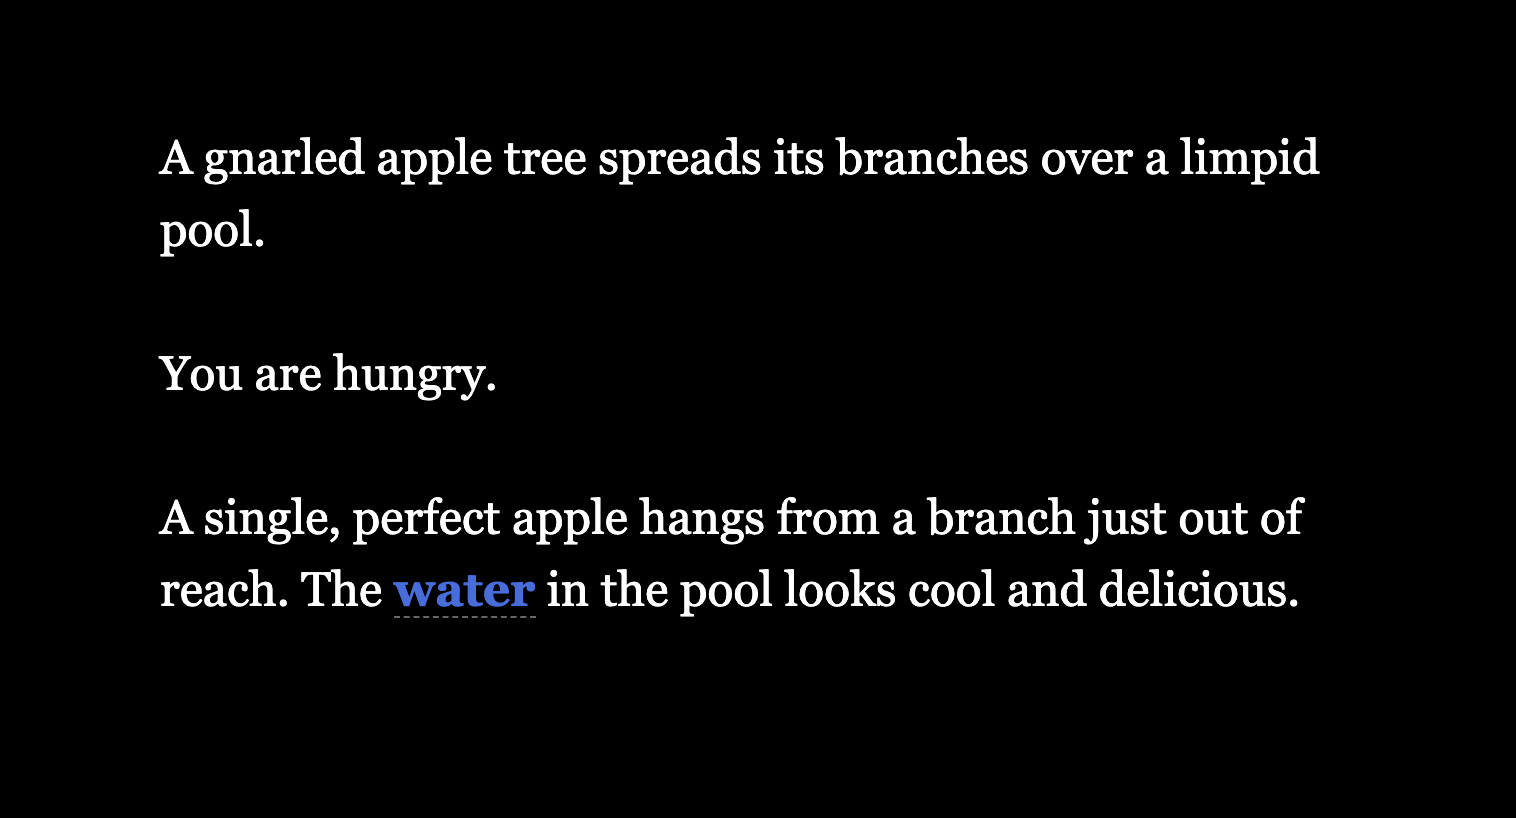 A gnarled apple tree spreads its branches over a limpid
pool.
You are hungry.
A single, perfect apple hangs from a branch just out of
reach. The water in the pool looks cool and delicious.